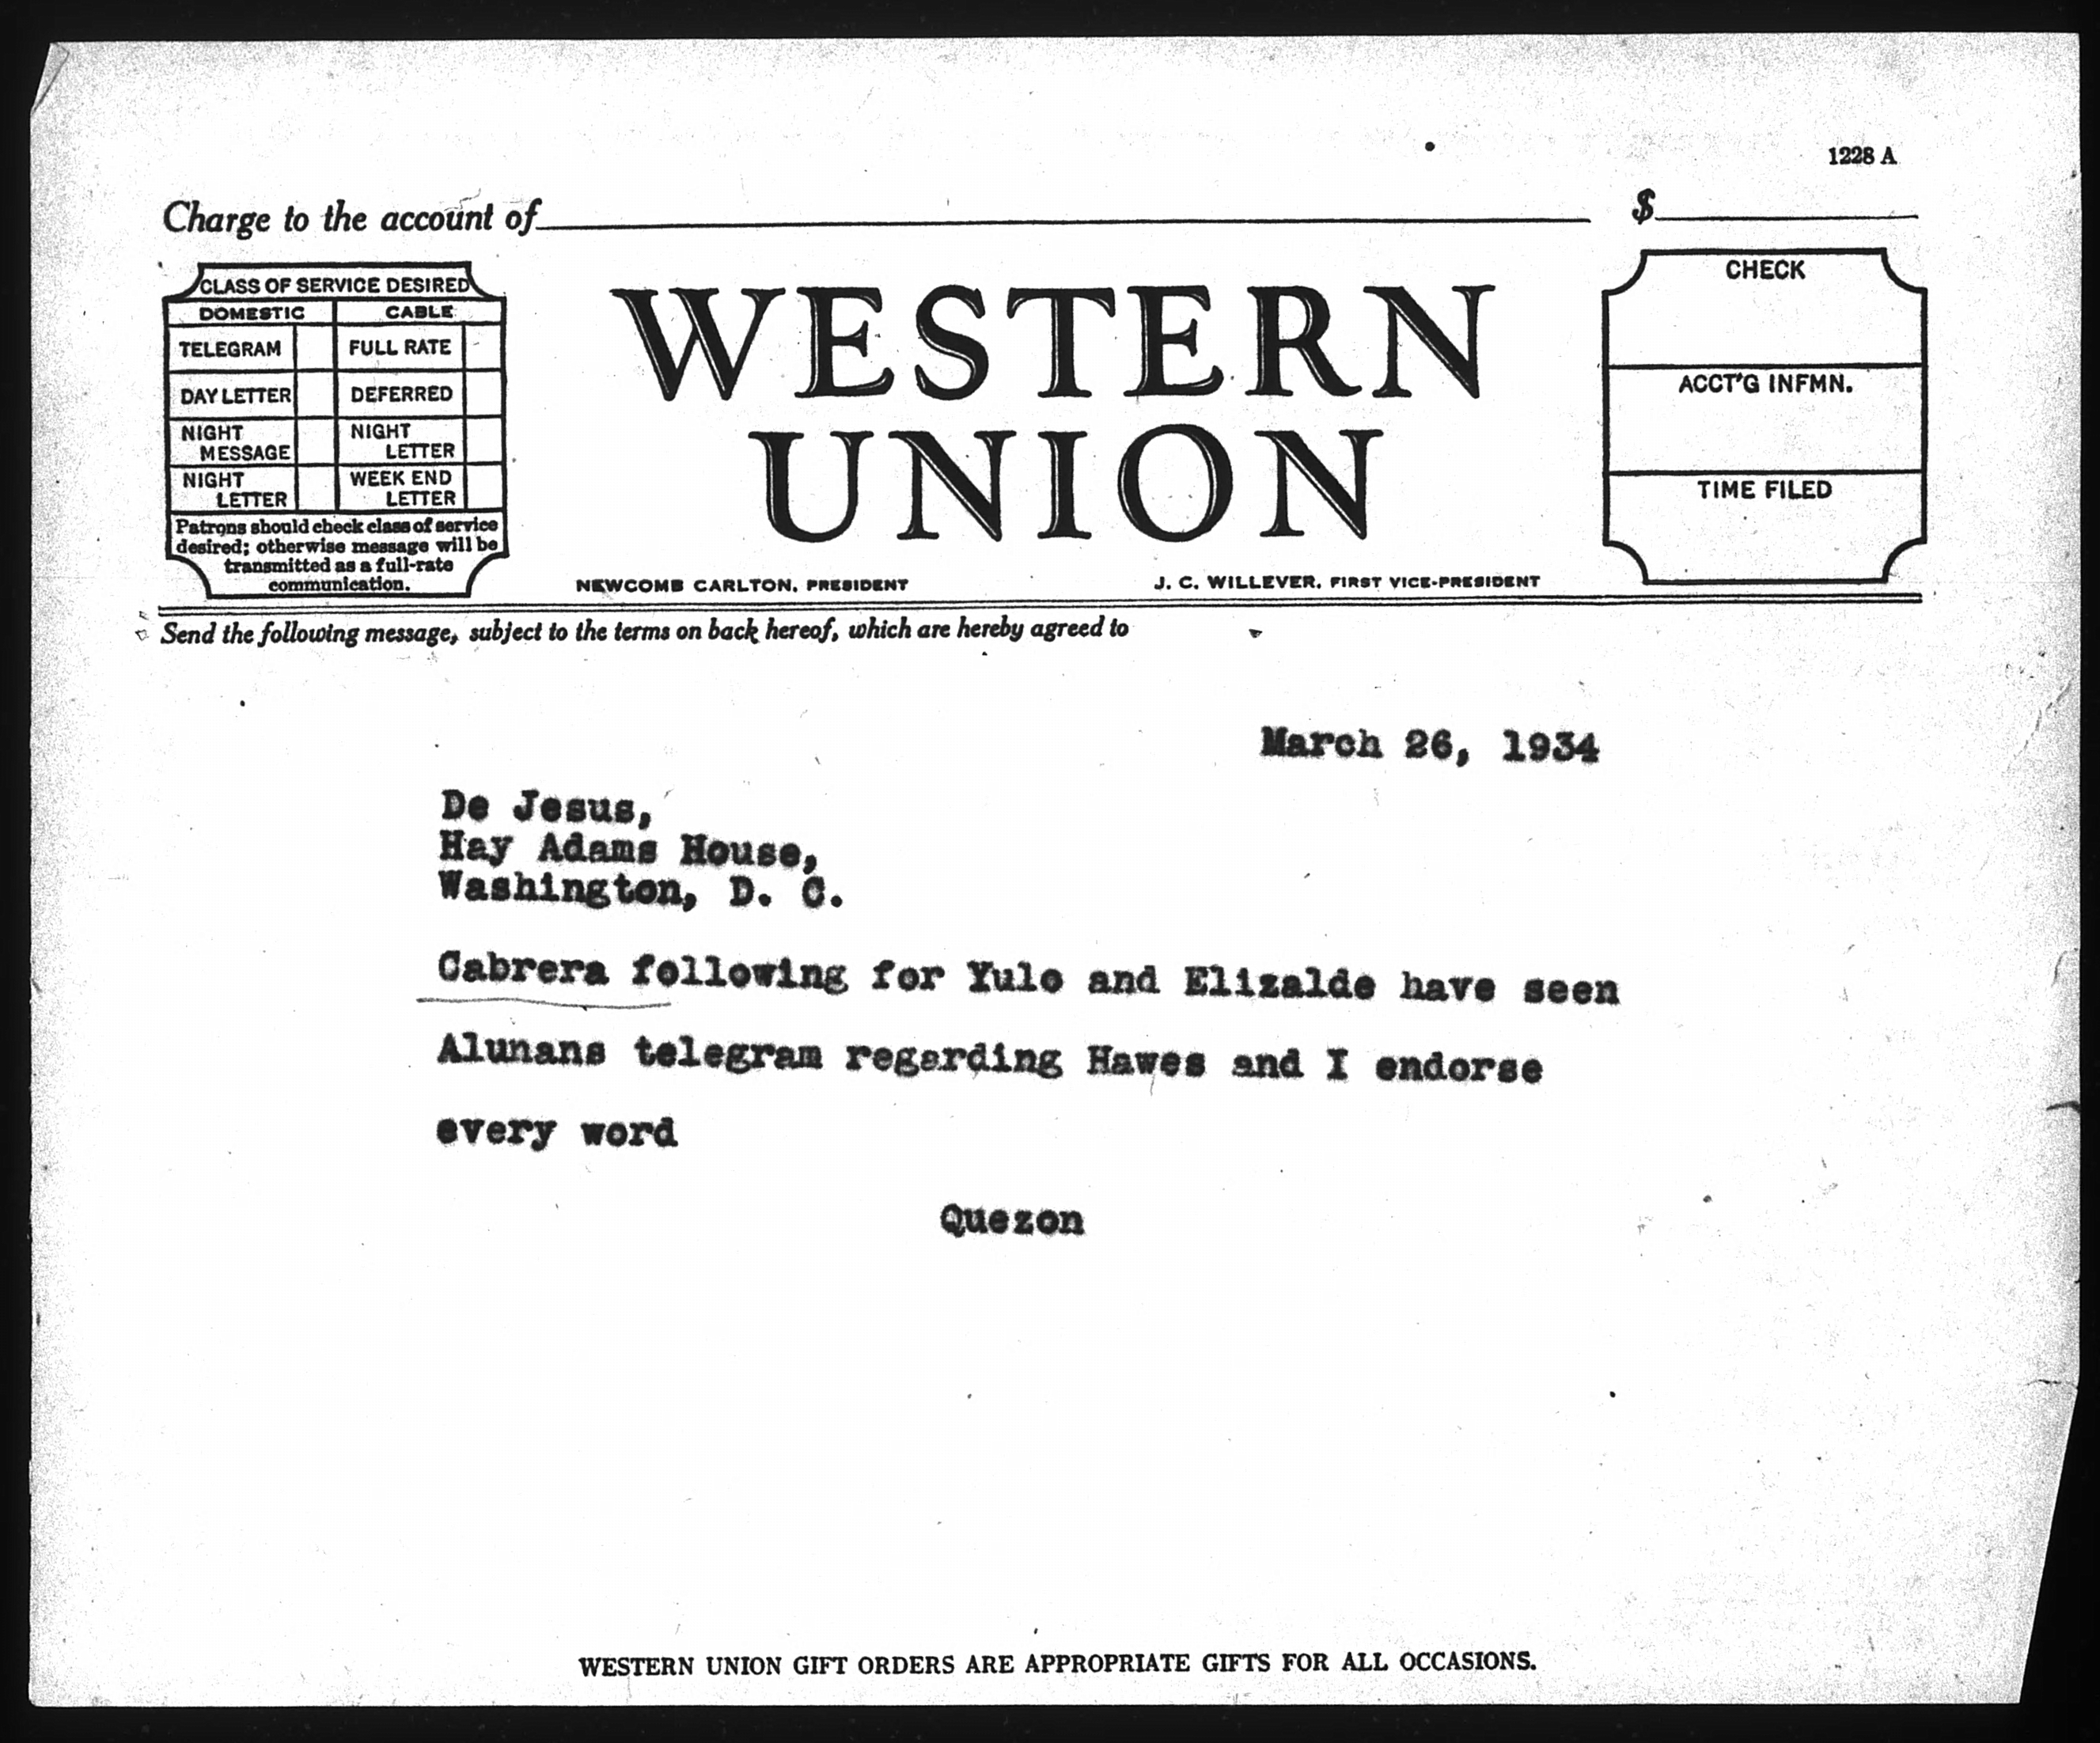 1228 A
Charge to the account of
$
CLASS OF SERVICE DESIRED
DOMESTIC CABLE
TELEGRAM FULL RATE
DAY LETTER DEFERRED
NIGHT MESSAGE NIGHT LETTER
NIGHT LETTER WEEK END LETTER
Patrons should check class of service
desired; otherwise message will be
transmitted as a full-rate
communication.
WESTERN
UNION
NEWCOMB CARLTON, PRESIDENT
J. C. WILLEVER, FIRST VICE-PRESIDENT
CHECK
ACCT'G INFMN.
TIME FILED
Send the following message, subject to the terms on back hereof, which are hereby agreed to
March 26, 1934
De Jesus,
Hay Adams House,
Washington, D. C.
Cabrera following for Yulo and Elizalde have seen
Alunans telegram regarding Hawes and I endorse
every word
Quezon
WESTERN UNION GIFT ORDERS ARE APPROPRIATE GIFTS FOR ALL OCCASIONS.